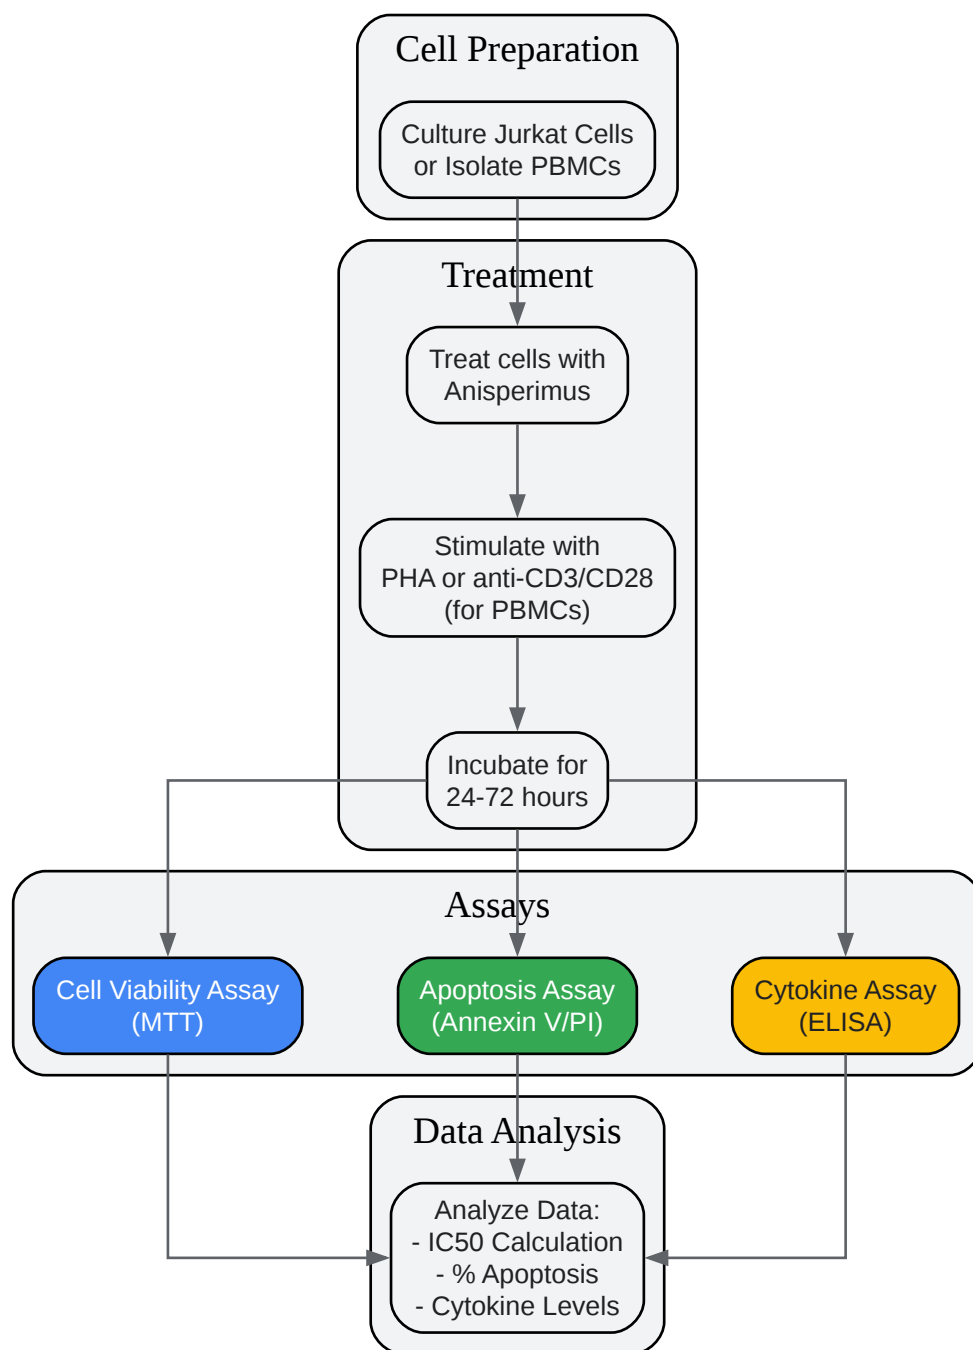 Cell Preparation
Culture Jurkat Cells
or Isolate PBMCs
Treatment
Treat cells with
Anisperimus
Stimulate with
PHA or anti-CD3/CD28
(for PBMCs)
Incubate for
24-72 hours
Assays
Cell Viability Assay
(MTT)
Apoptosis Assay
(Annexin V/PI)
Cytokine Assay
(ELISA)
Data Analysis
Analyze Data:
- IC50 Calculation
- % Apoptosis
- Cytokine Levels